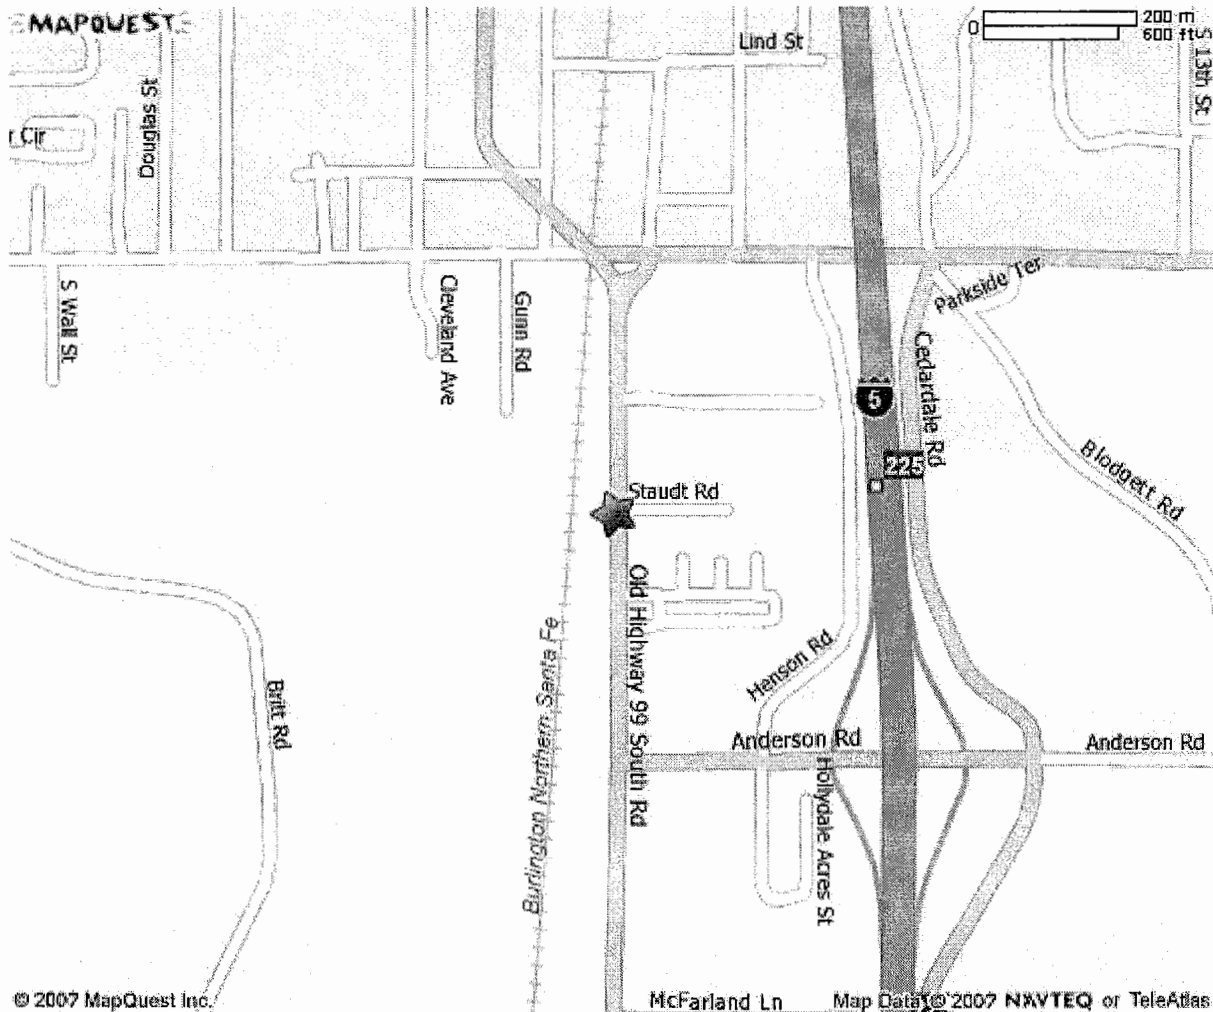 MAPQUEST
0
200 m
600 ft
Lind St
S 13th St
Douglas St
r Cir
S Wall St
Cleveland Ave
Gunn Rd
Parkside Ter
Cedardale Rd
5
225
Blodgett Rd
Staudt Rd
Old Highway 99 South Rd
Burlington Northern Santa Fe
Henson Rd
Britt Rd
Anderson Rd
Anderson Rd
Hollydale Acres St
McFarland Ln
© 2007 MapQuest Inc.
Map Data © 2007 NAVTEQ or TeleAtlas